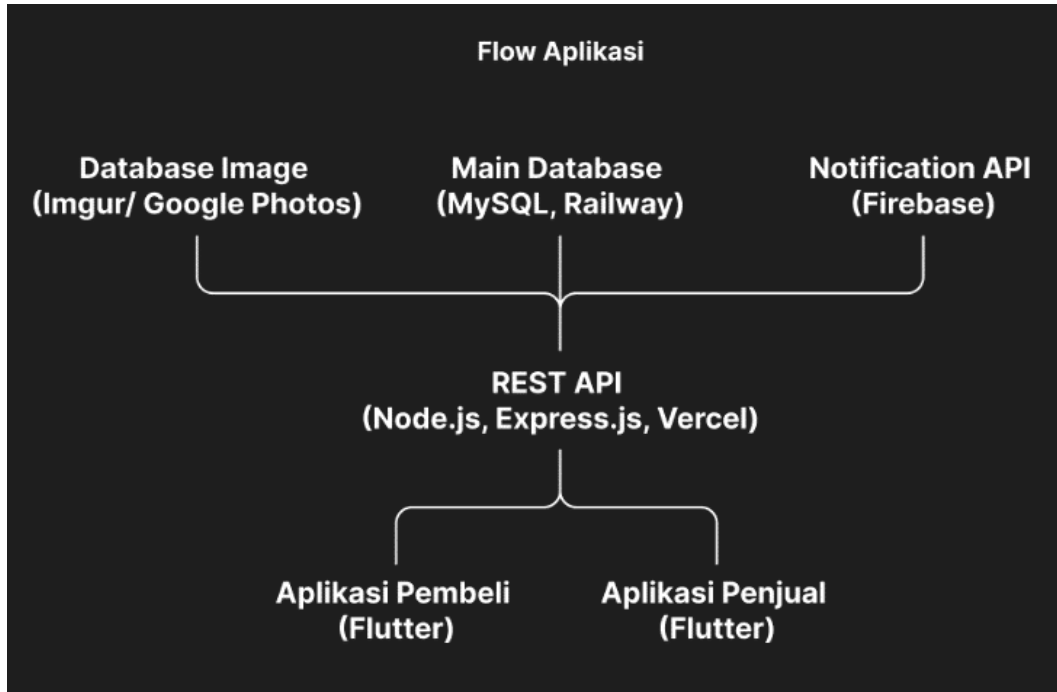 Flow Aplikasi
Database Image
(Imgur/ Google Photos)
Main Database
(MySQL, Railway)
Notification API
(Firebase)
REST API
(Node.js, Express.js, Vercel)
Aplikasi Pembeli
(Flutter)
Aplikasi Penjual
(Flutter)